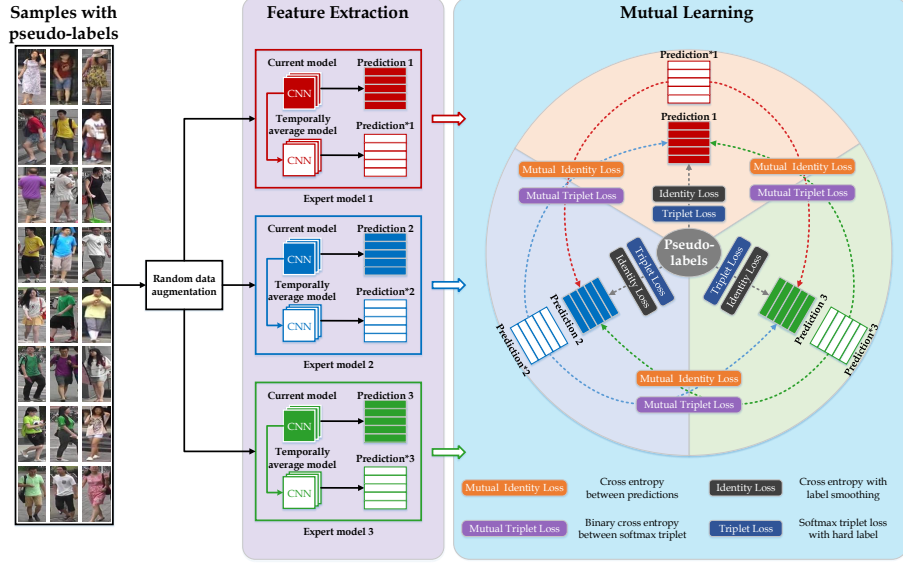 Samples with
pseudo-labels
Feature Extraction
Mutual Learning
Random data
augmentation
Current model
Prediction 1
CNN
Temporally
average model
Prediction*1
CNN
Expert model 1
Current model
Prediction 2
CNN
Temporally
average model
Prediction*2
CNN
Expert model 2
Current model
Prediction 3
CNN
Temporally
average model
Prediction*3
CNN
Expert model 3
Prediction*1
Prediction 1
Mutual Identity Loss
Mutual Triplet Loss
Identity Loss
Triplet Loss
Mutual Identity Loss
Mutual Triplet Loss
Pseudo-
labels
Triplet Loss
Identity Loss
Triplet Loss
Identity Loss
Prediction*2
Prediction 2
Prediction 3
Prediction*3
Mutual Identity Loss
Mutual Triplet Loss
Mutual Identity Loss
Cross entropy
between predictions
Identity Loss
Cross entropy with
label smoothing
Mutual Triplet Loss
Binary cross entropy
between softmax triplet
Triplet Loss
Softmax triplet loss
with hard label